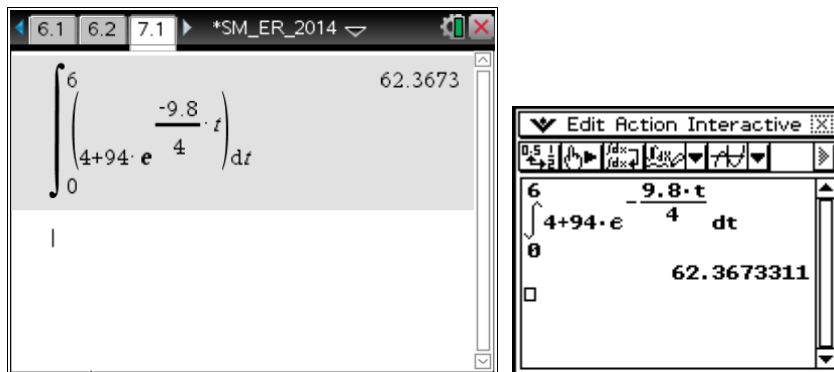 6.1 6.2 7.1 *SM_ER_2014
6
(4+94·e^(-9.8/4·t))dt 62.3673
0
Edit Action Interactive
6
∫4+94·e^(-9.8·t/4) dt
0
62.3673311